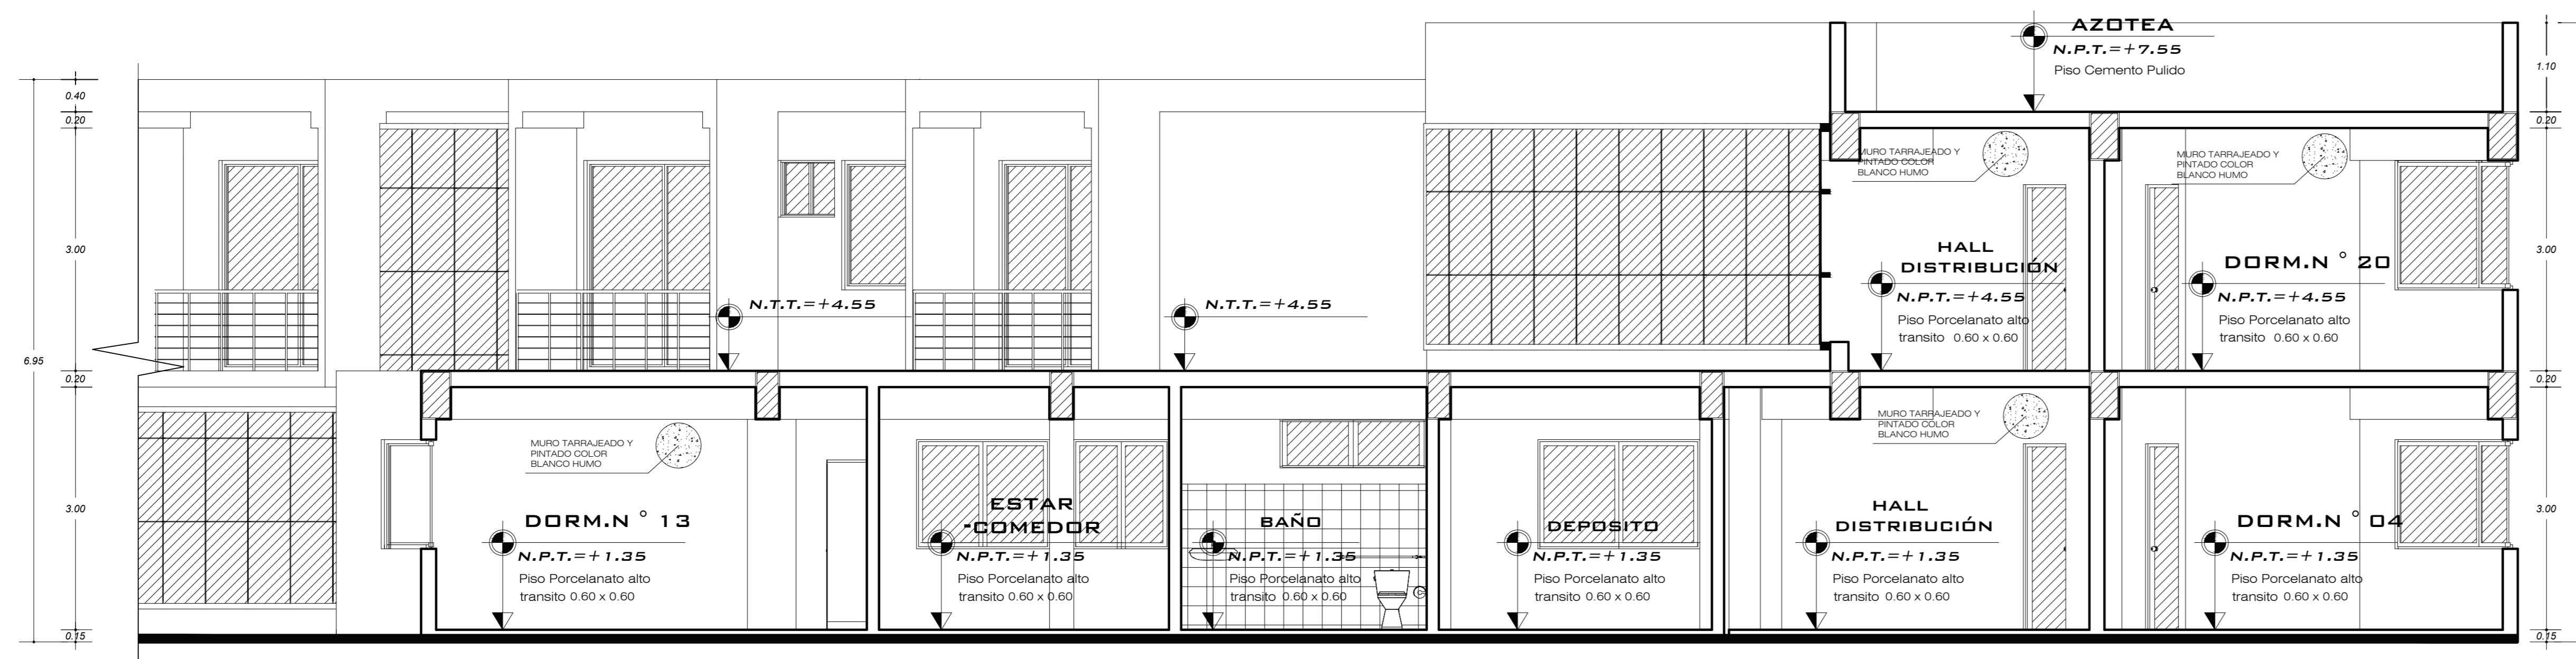 AZOTEA
N.P.T.=+7.55
Piso Cemento Pulido
0.40
0.20
3.00
6.95
0.20
3.00
0.15
1.10
0.20
3.00
0.20
3.00
0.15
MURO TARRAJEADO Y
PINTADO COLOR
BLANCO HUMO
MURO TARRAJEADO Y
PINTADO COLOR
BLANCO HUMO
N.T.T.=+4.55
N.T.T.=+4.55
HALL
DISTRIBUCIÓN
N.P.T.=+4.55
Piso Porcelanato alto
transito 0.60 x 0.60
DORM.N ° 20
N.P.T.=+4.55
Piso Porcelanato alto
transito 0.60 x 0.60
MURO TARRAJEADO Y
PINTADO COLOR
BLANCO HUMO
DORM.N ° 13
N.P.T.=+1.35
Piso Porcelanato alto
transito 0.60 x 0.60
ESTAR
-COMEDOR
N.P.T.=+1.35
Piso Porcelanato alto
transito 0.60 x 0.60
BAÑO
N.P.T.=+1.35
Piso Porcelanato alto
transito 0.60 x 0.60
DEPOSITO
N.P.T.=+1.35
Piso Porcelanato alto
transito 0.60 x 0.60
MURO TARRAJEADO Y
PINTADO COLOR
BLANCO HUMO
HALL
DISTRIBUCIÓN
N.P.T.=+1.35
Piso Porcelanato alto
transito 0.60 x 0.60
DORM.N ° 04
N.P.T.=+1.35
Piso Porcelanato alto
transito 0.60 x 0.60